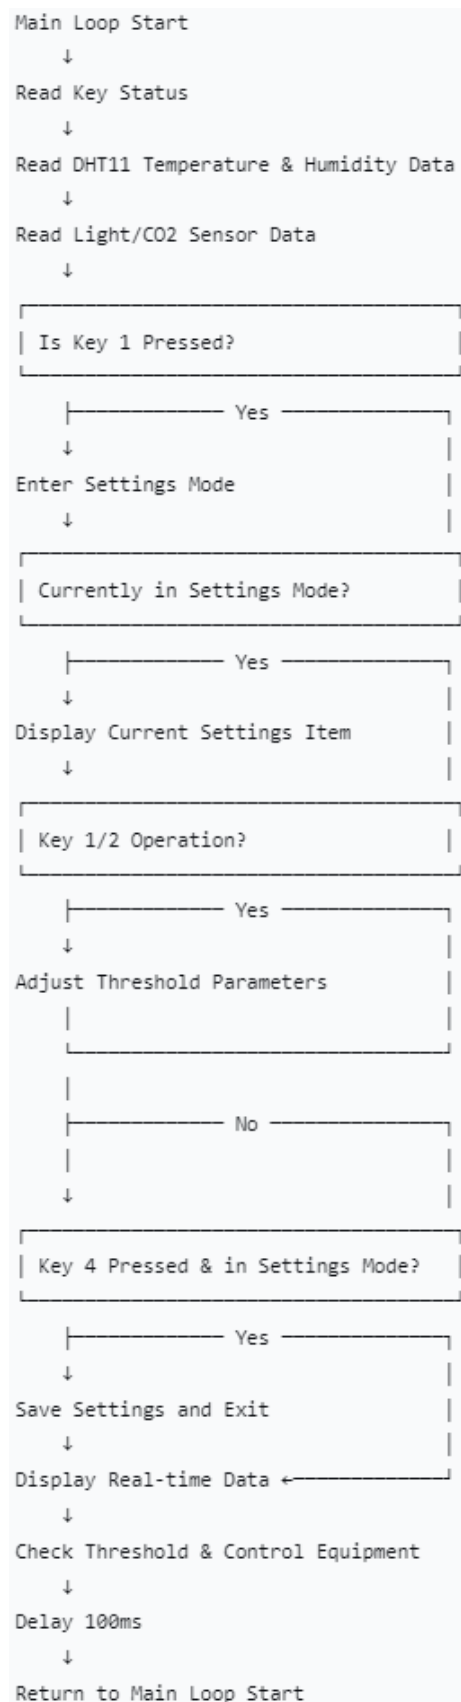 Main Loop Start
Read Key Status
Read DHT11 Temperature & Humidity Data
Read Light/CO2 Sensor Data
Is Key 1 Pressed?
Yes
Enter Settings Mode
Currently in Settings Mode?
Yes
Display Current Settings Item
Key 1/2 Operation?
Yes
Adjust Threshold Parameters
No
Key 4 Pressed & in Settings Mode?
Yes
Save Settings and Exit
Display Real-time Data
Check Threshold & Control Equipment
Delay 100ms
Return to Main Loop Start